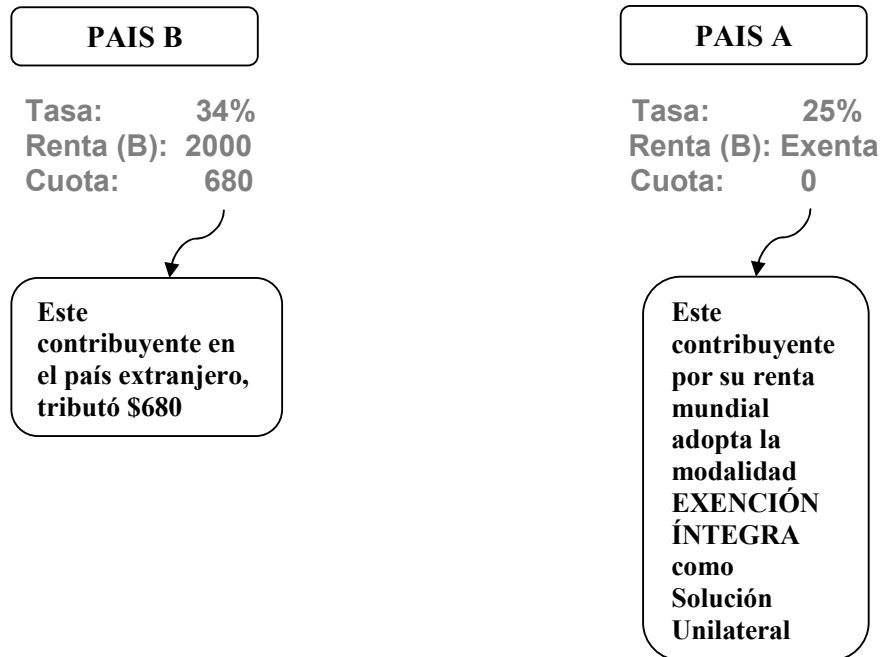 PAIS B
Tasa: 34%
Renta (B): 2000
Cuota: 680
Este
contribuyente en
el país extranjero,
tributó $680
PAIS A
Tasa: 25%
Renta (B): Exenta
Cuota: 0
Este
contribuyente
por su renta
mundial
adopta la
modalidad
EXENCIÓN
ÍNTEGRA
como
Solución
Unilateral